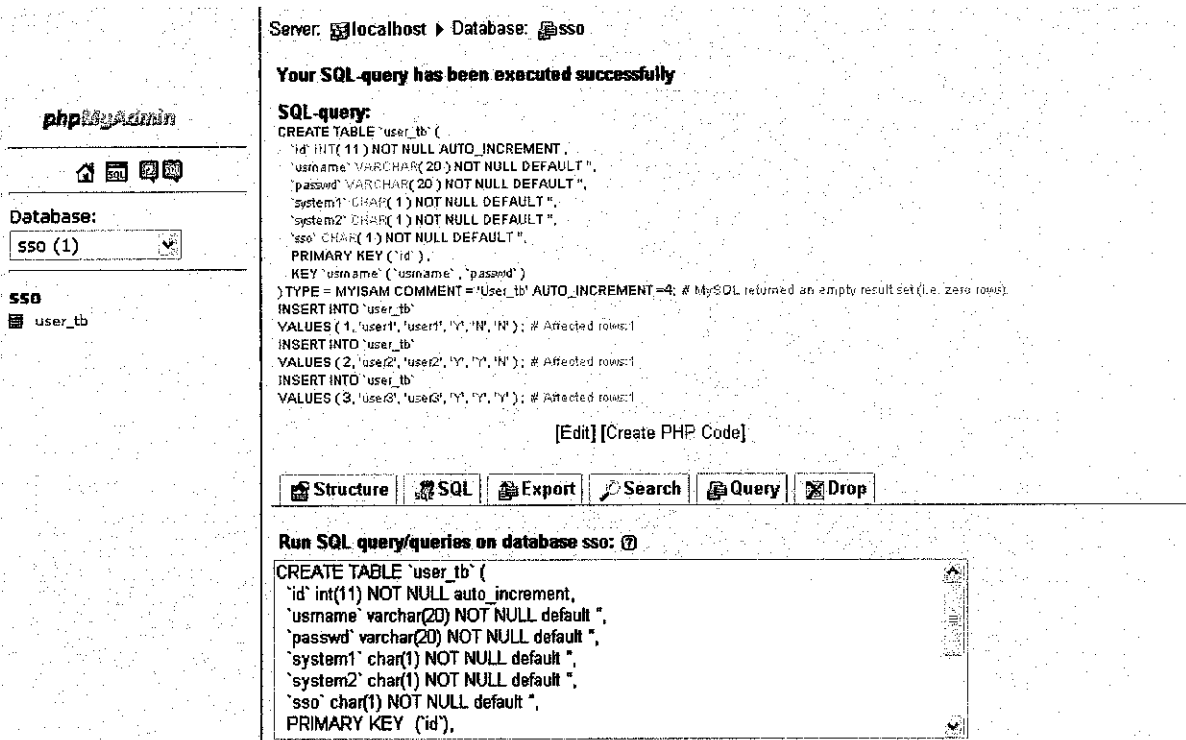 Server: localhost ▸ Database: sso
Your SQL-query has been executed successfully
phpMyAdmin
SQL-query:
CREATE TABLE `user_tb` (
`id` INT( 11 ) NOT NULL AUTO_INCREMENT ,
`usrname` VARCHAR( 20 ) NOT NULL DEFAULT '',
`passwd` VARCHAR( 20 ) NOT NULL DEFAULT '',
`system1` CHAR( 1 ) NOT NULL DEFAULT '',
`system2` CHAR( 1 ) NOT NULL DEFAULT '',
`sso` CHAR( 1 ) NOT NULL DEFAULT '',
PRIMARY KEY ( `id` ) ,
KEY `usrname` ( `usrname` , `passwd` )
) TYPE = MYISAM COMMENT = 'User_tb' AUTO_INCREMENT =4; # MySQL returned an empty result set (i.e. zero rows).
INSERT INTO `user_tb`
VALUES ( 1, 'user1', 'user1', 'Y', 'N', 'N' ) ; # Affected rows:1
INSERT INTO `user_tb`
VALUES ( 2, 'user2', 'user2', 'Y', 'Y', 'N' ) ; # Affected rows:1
INSERT INTO `user_tb`
VALUES ( 3, 'user3', 'user3', 'Y', 'Y', 'Y' ) ; # Affected rows:1
[Edit] [Create PHP Code]
SQL
Database:
sso (1)
sso
user_tb
Structure SQL Export Search Query Drop
Run SQL query/queries on database sso:
CREATE TABLE `user_tb` (
`id` int(11) NOT NULL auto_increment,
`usrname` varchar(20) NOT NULL default '',
`passwd` varchar(20) NOT NULL default '',
`system1` char(1) NOT NULL default '',
`system2` char(1) NOT NULL default '',
`sso` char(1) NOT NULL default '',
PRIMARY KEY (`id`),